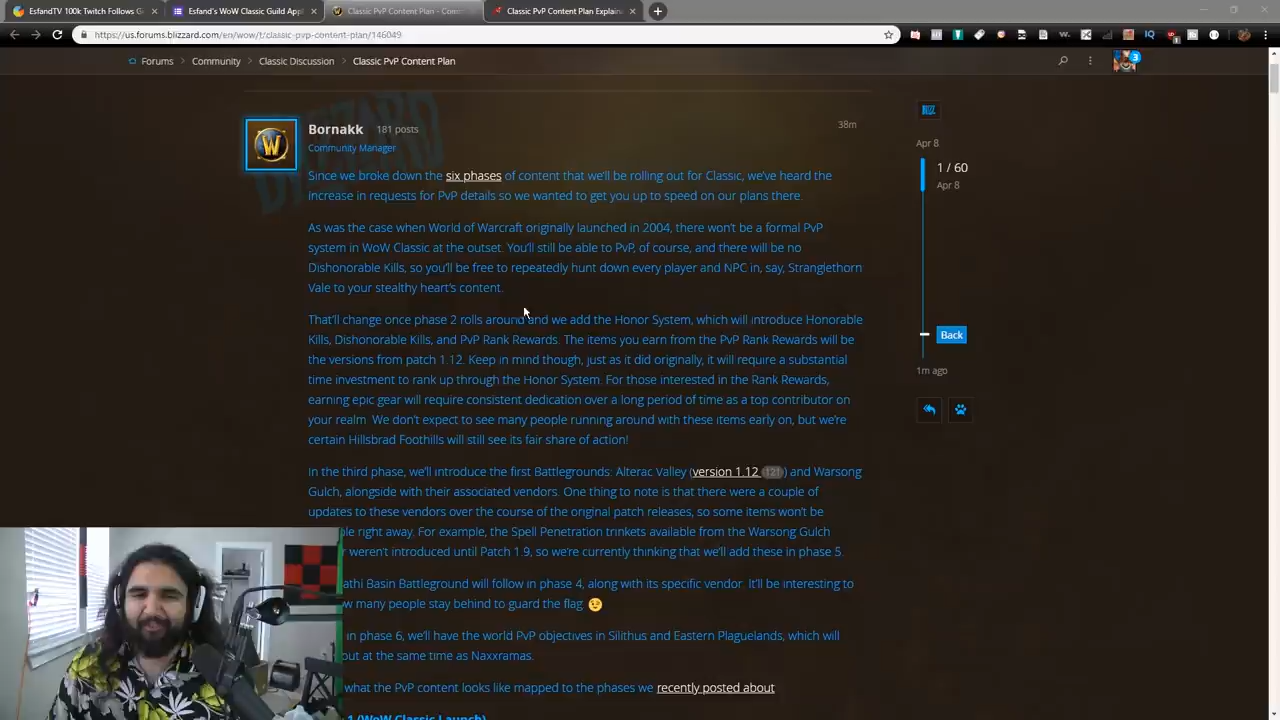 EsfandTV 100k Twitch Follows G
Esfand's WoW Classic Guild Appl
Classic PvP Content Plan - Com
Classic PvP Content Plan Explain
https://us.forums.blizzard.com/en/wow/t/classic-pvp-content-plan/146049
Forums
Community
Classic Discussion
Classic PvP Content Plan
3
Bornakk 181 posts
38m
Community Manager
Since we broke down the six phases of content that we'll be rolling out for Classic, we've heard the
increase in requests for PvP details so we wanted to get you up to speed on our plans there.
As was the case when World of Warcraft originally launched in 2004, there won't be a formal PvP
system in WoW Classic at the outset. You'll still be able to PvP, of course, and there will be no
Dishonorable Kills, so you'll be free to repeatedly hunt down every player and NPC in, say, Stranglethorn
Vale to your stealthy heart's content.
That'll change once phase 2 rolls around and we add the Honor System, which will introduce Honorable
Kills, Dishonorable Kills, and PvP Rank Rewards. The items you earn from the PvP Rank Rewards will be
the versions from patch 1.12. Keep in mind though, just as it did originally, it will require a substantial
time investment to rank up through the Honor System. For those interested in the Rank Rewards,
earning epic gear will require consistent dedication over a long period of time as a top contributor on
your realm. We don't expect to see many people running around with these items early on, but we're
certain Hillsbrad Foothills will still see its fair share of action!
In the third phase, we'll introduce the first Battlegrounds: Alterac Valley (version 1.12 121) and Warsong
Gulch, alongside with their associated vendors. One thing to note is that there were a couple of
updates to these vendors over the course of the original patch releases, so some items won't be
ple right away. For example, the Spell Penetration trinkets available from the Warsong Gulch
r weren't introduced until Patch 1.9, so we're currently thinking that we'll add these in phase 5.
athi Basin Battleground will follow in phase 4, along with its specific vendor. It'll be interesting to
ow many people stay behind to guard the flag 😉
in phase 6, we'll have the world PvP objectives in Silithus and Eastern Plaguelands, which will
out at the same time as Naxxramas.
what the PvP content looks like mapped to the phases we recently posted about
1 (WoW Classic Launch)
BLIZZ
Apr 8
1 / 60
Apr 8
Back
1m ago